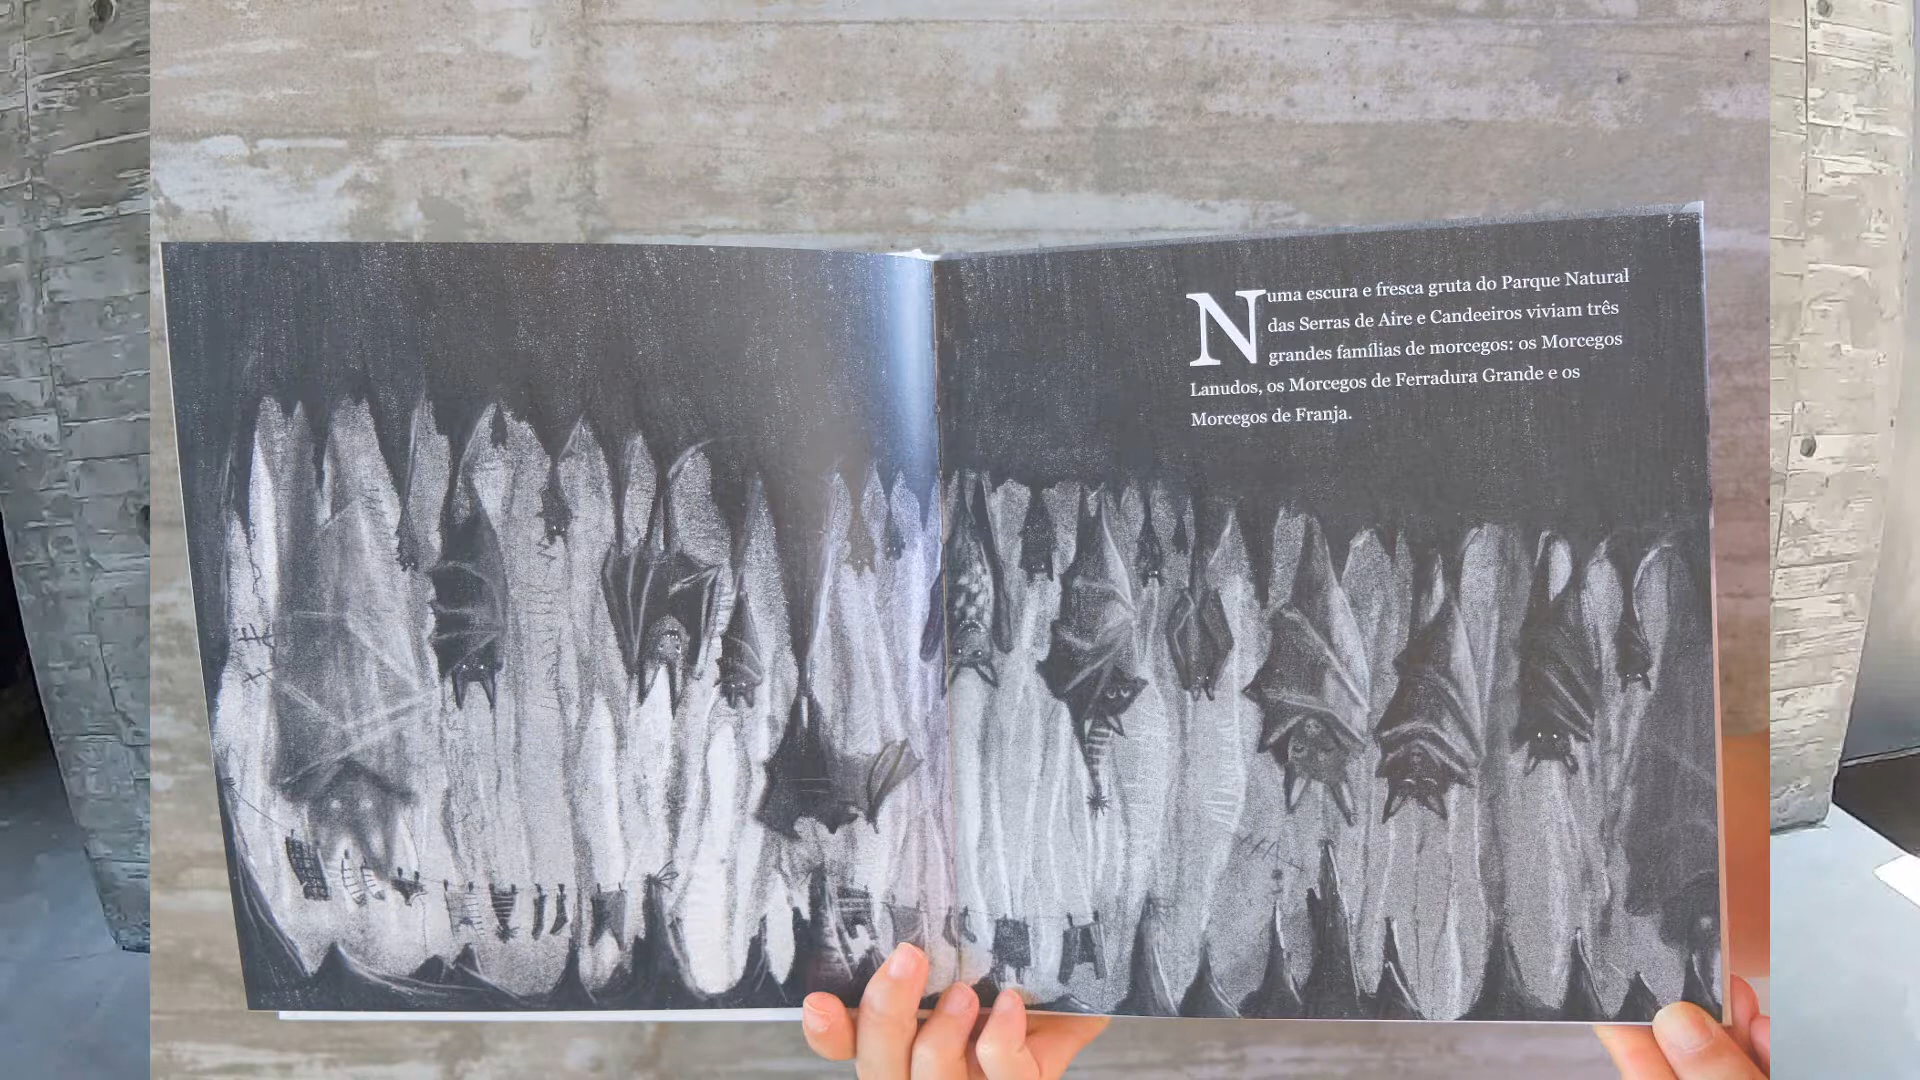 Numa escura e fresca gruta do Parque Natural
das Serras de Aire e Candeeiros viviam três
grandes famílias de morcegos: os Morcegos
Lanudos, os Morcegos de Ferradura Grande e os
Morcegos de Franja.